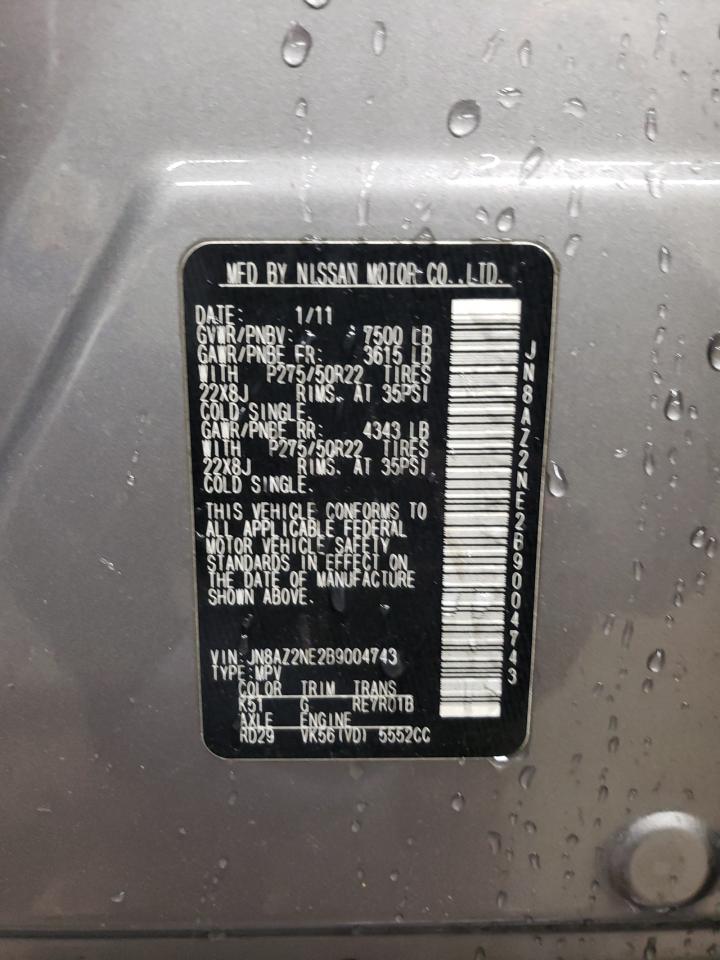 MFD BY NISSAN MOTOR CO.,LTD.
DATE: 1/11
GVWR/PNBV: 7500 LB
GAWR/PNBE FR: 3615 LB
WITH P275/50R22 TIRES
22X8J RIMS. AT 35PSI
COLD SINGLE.
GAWR/PNBE RR: 4343 LB
WITH P275/50R22 TIRES
22X8J RIMS. AT 35PSI
COLD SINGLE.
THIS VEHICLE CONFORMS TO
ALL APPLICABLE FEDERAL
MOTOR VEHICLE SAFETY
STANDARDS IN EFFECT ON
THE DATE OF MANUFACTURE
SHOWN ABOVE.
VIN:JN8AZ2NE2B9004743
TYPE:MPV
COLOR TRIM TRANS
K51 G RE7R01B
AXLE ENGINE
RD29 VK56(VD) 5552CC
JN8AZ2NE2B9004743